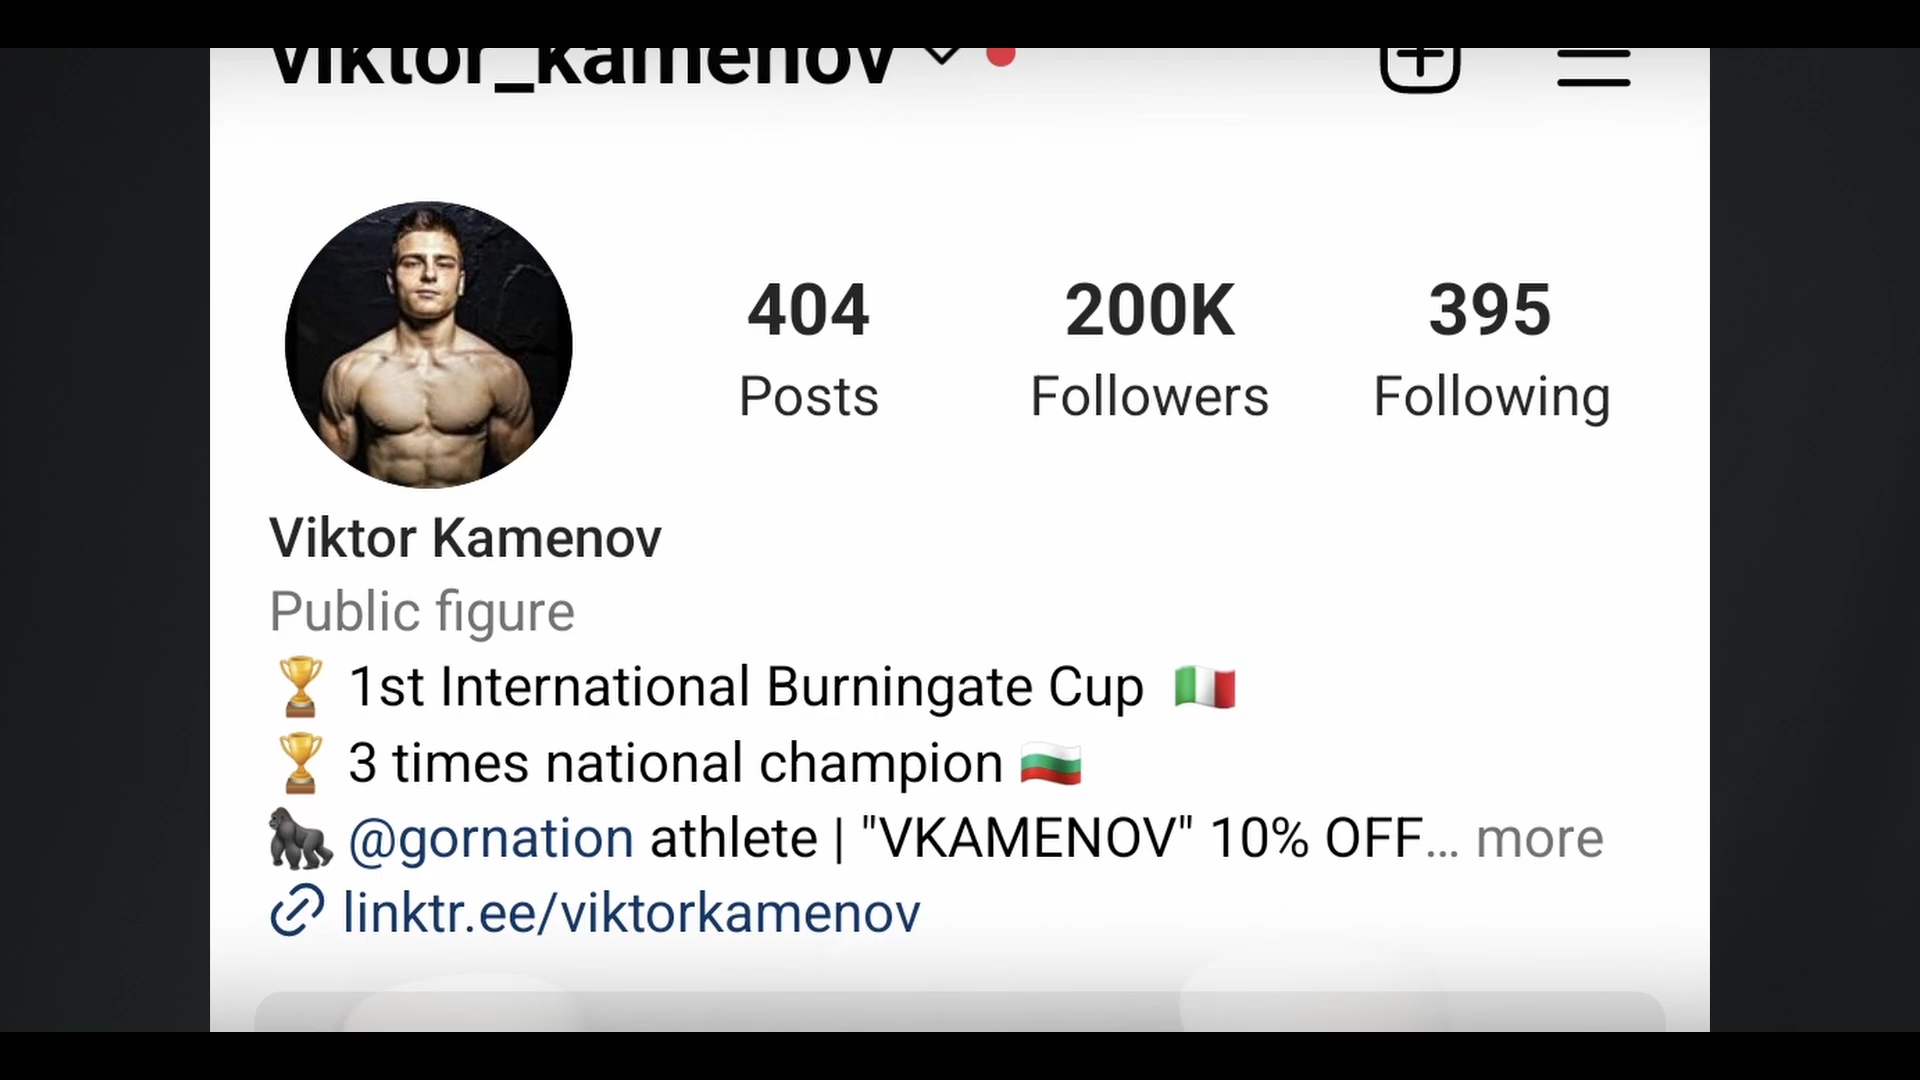 viktor_kamenov
404 200K 395
Posts Followers Following
Viktor Kamenov
Public figure
🏆 1st International Burningate Cup 🇮🇹
🏆 3 times national champion 🇧🇬
🦍 @gornation athlete | "VKAMENOV" 10% OFF... more
linktr.ee/viktorkamenov